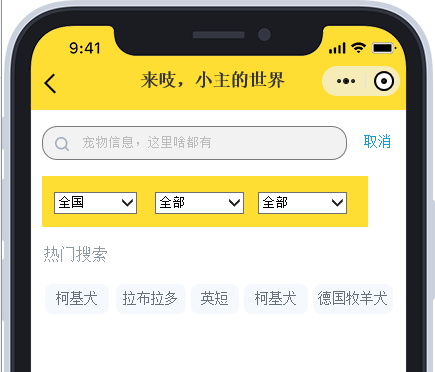 9:41
来吱，小主的世界
宠物信息，这里啥都有 取消
全国 全部 全部
热门搜索
柯基犬 拉布拉多 英短 柯基犬 德国牧羊犬